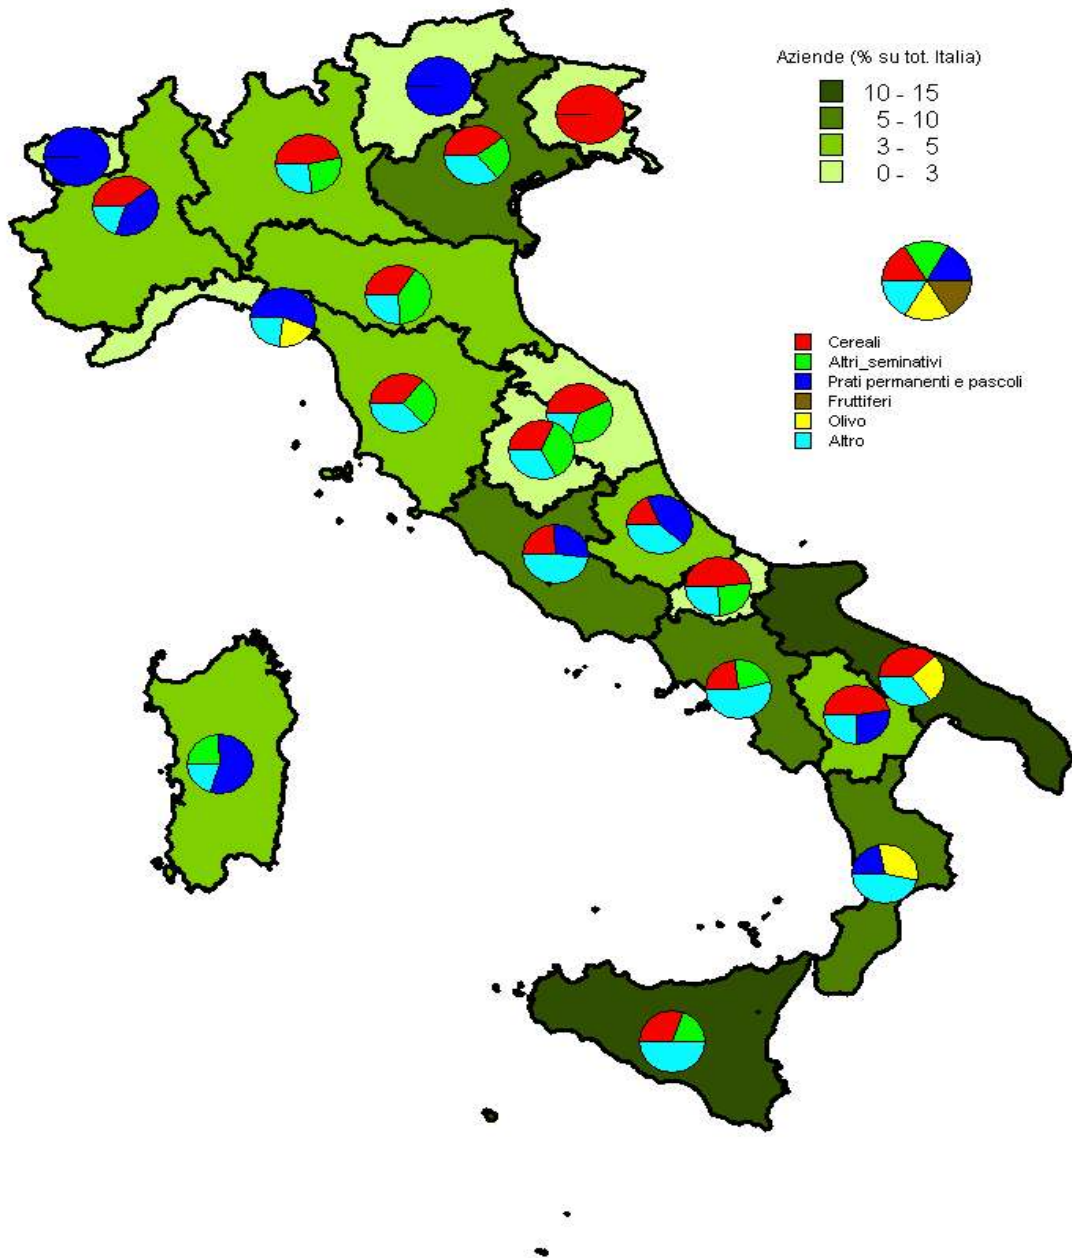 Aziende (% su tot. Italia)
10 - 15
5 - 10
3 - 5
0 - 3
Cereali
Altri_seminativi
Prati permanenti e pascoli
Fruttiferi
Olivo
Altro